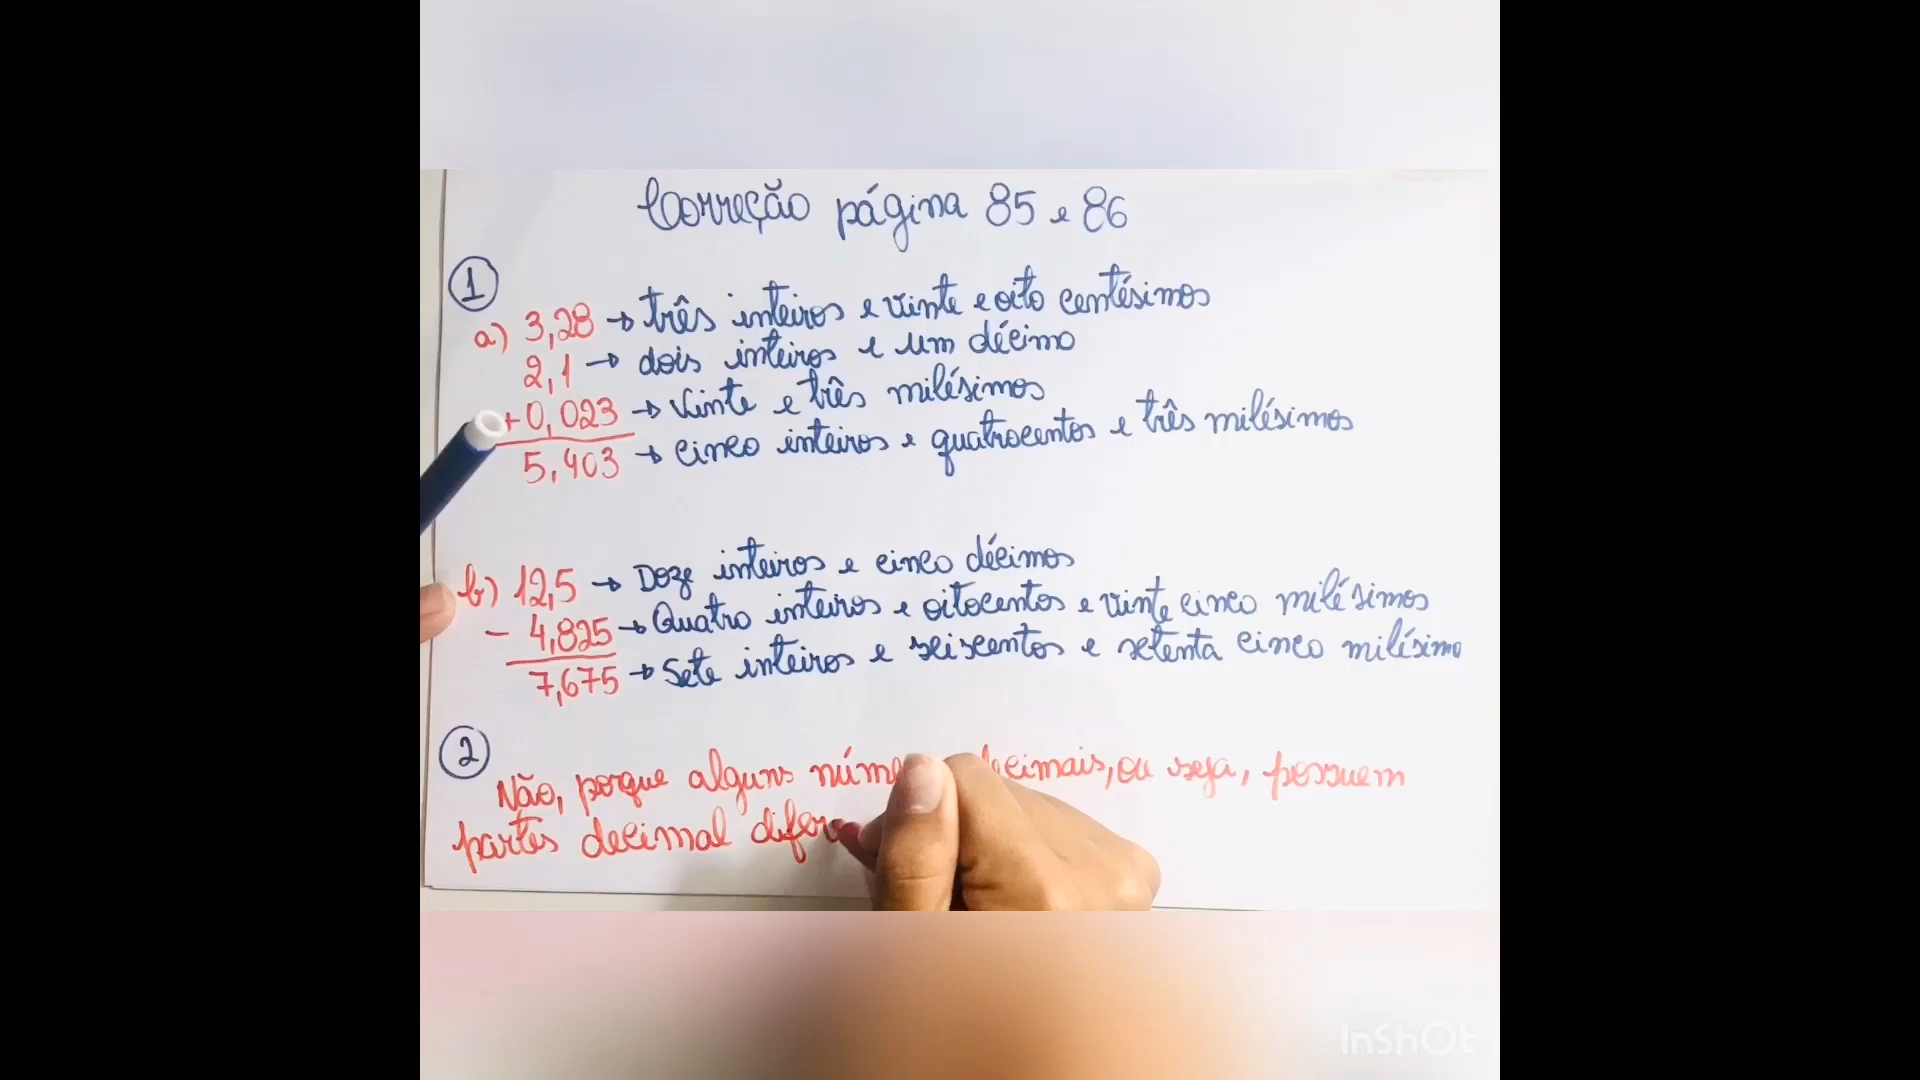 Correção página 85 e 86
1
a) 3,28 → três inteiros e vinte e oito centésimos
2,1 → dois inteiros e um décimo
+0,023 → vinte e três milésimos
5,403 → cinco inteiros e quatrocentos e três milésimos
b) 12,5 → Doze inteiros e cinco décimos
- 4,825 → Quatro inteiros e oitocentos e vinte cinco milésimos
7,675 → Sete inteiros e seiscentos e setenta cinco milésimo
2
Não, porque alguns ecimais, ou seja, possuem
partes decimal
InShOt